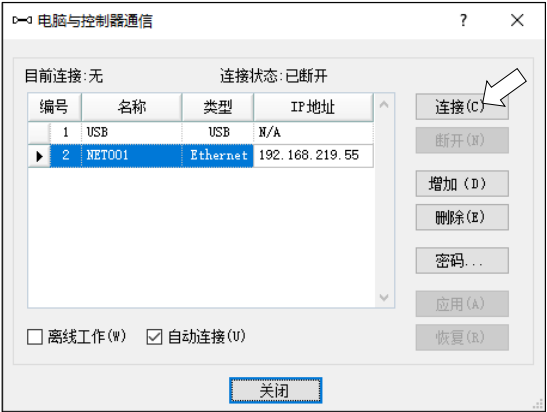 电脑与控制器通信
目前连接:无 连接状态:已断开
编号 名称 类型 IP地址
1 USB USB N/A
2 NET001 Ethernet 192.168.219.55
连接(C)
断开(N)
增加 (D)
删除(E)
密码...
应用(A)
恢复(R)
离线工作(W) 自动连接(U)
关闭